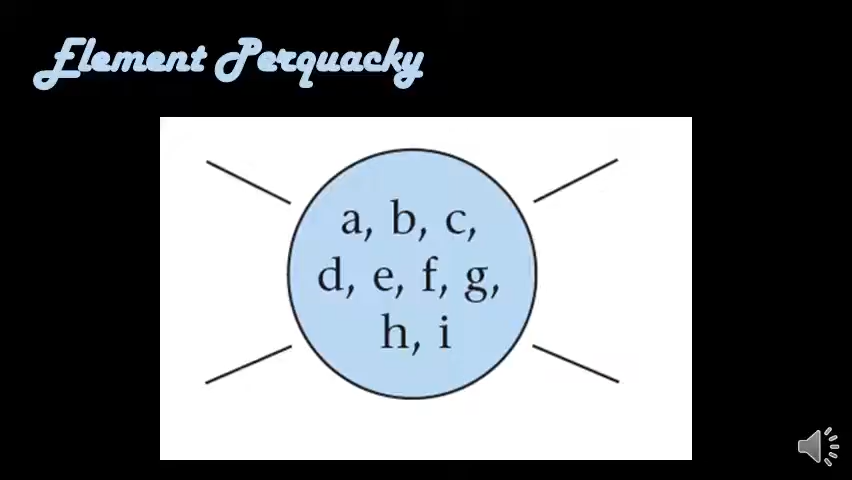 Element Perquacky
a, b, c,
d, e, f, g,
h, i